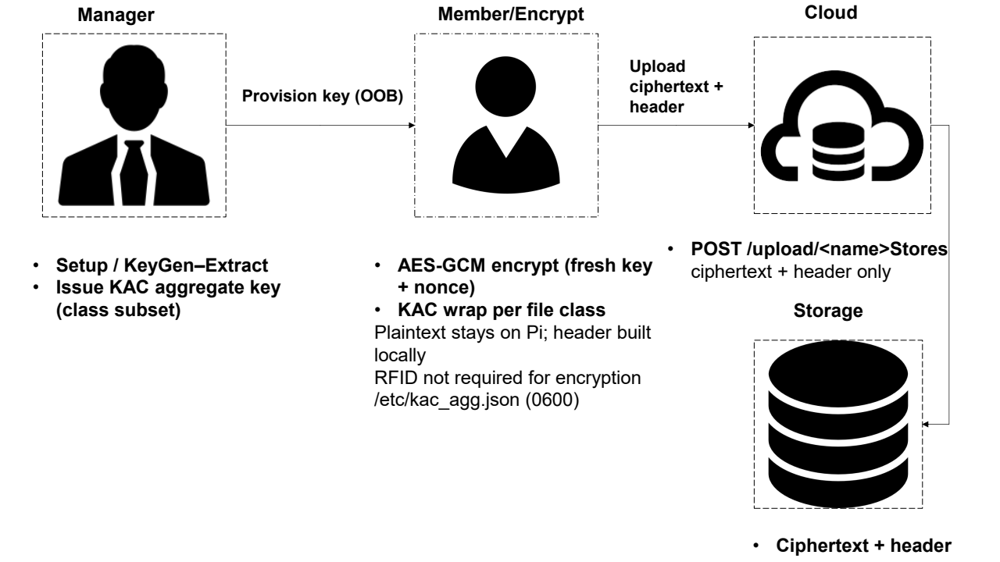 Manager
Member/Encrypt
Cloud
Provision key (OOB)
Upload
ciphertext +
header
• Setup / KeyGen–Extract
• Issue KAC aggregate key
(class subset)
• AES-GCM encrypt (fresh key
+ nonce)
• KAC wrap per file class
Plaintext stays on Pi; header built
locally
RFID not required for encryption
/etc/kac_agg.json (0600)
• POST /upload/<name>Stores
ciphertext + header only
Storage
• Ciphertext + header